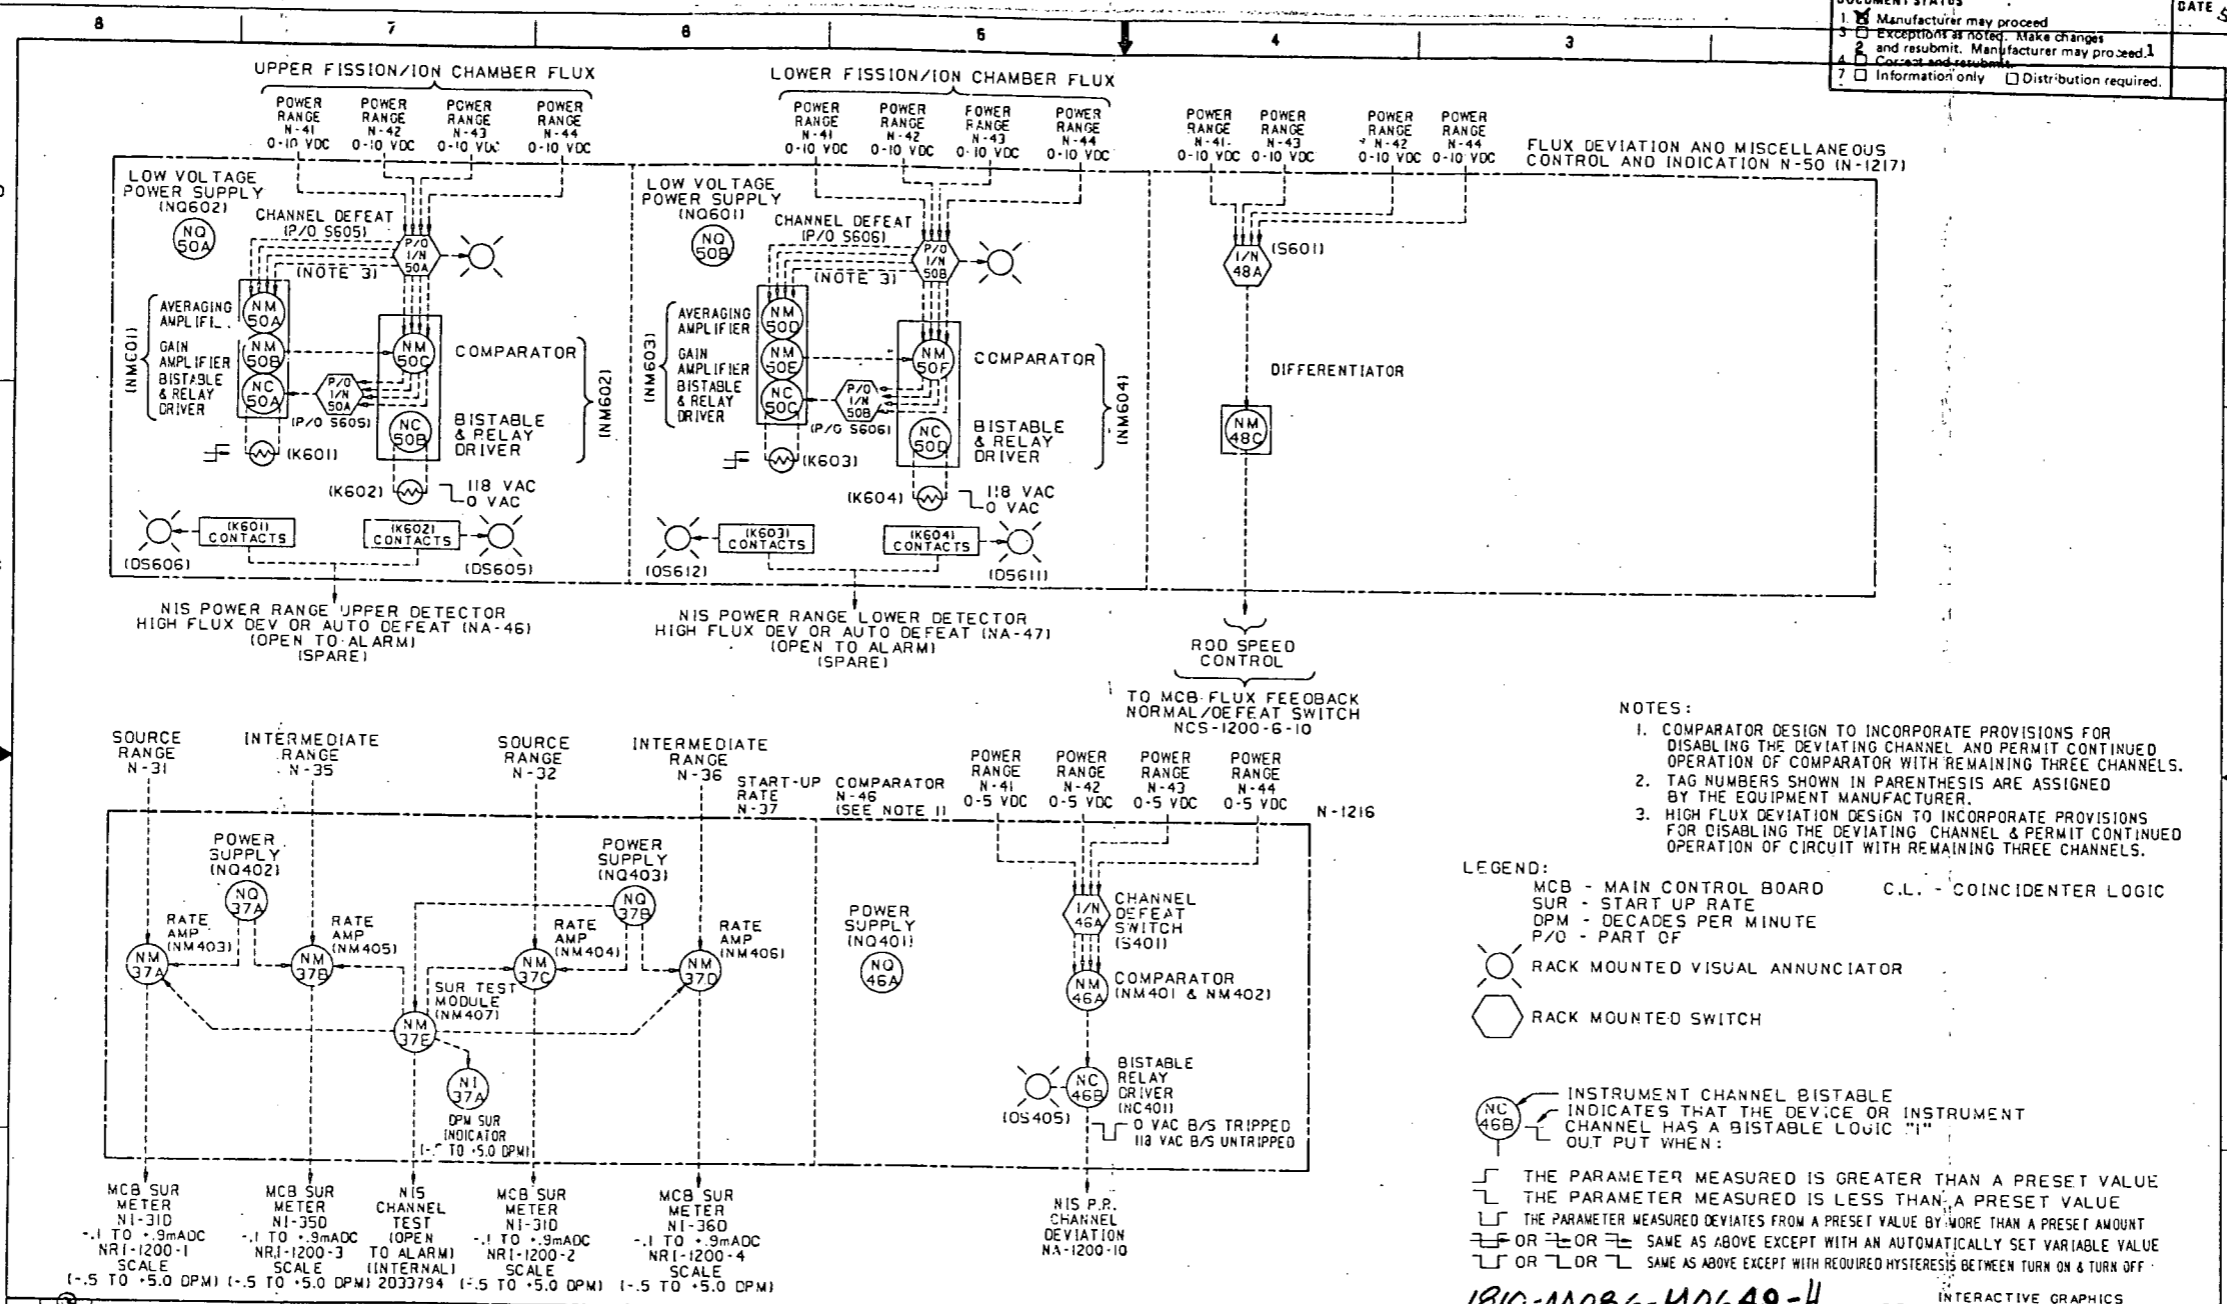 8 7 6 5 4 3
DOCUMENT STATUS
DATE
1. Manufacturer may proceed
3 Exceptions as noted. Make changes
2 and resubmit. Manufacturer may proceed. 1
4 Correct and resubmit.
7 Information only Distribution required.
UPPER FISSION/ION CHAMBER FLUX
POWER RANGE N-41 0-10 VDC
POWER RANGE N-42 0-10 VDC
POWER RANGE N-43 0-10 VDC
POWER RANGE N-44 0-10 VDC
LOWER FISSION/ION CHAMBER FLUX
POWER RANGE N-41 0-10 VDC
POWER RANGE N-42 0-10 VDC
POWER RANGE N-43 0-10 VDC
POWER RANGE N-44 0-10 VDC
POWER RANGE N-41 0-10 VDC
POWER RANGE N-43 0-10 VDC
POWER RANGE N-42 0-10 VDC
POWER RANGE N-44 0-10 VDC
FLUX DEVIATION AND MISCELLANEOUS
CONTROL AND INDICATION N-50 (N-1217)
LOW VOLTAGE
POWER SUPPLY
(NQ602)
NQ 50A
CHANNEL DEFEAT
(P/O S605)
P/O I/N 50A
(NOTE 3)
(NM601)
AVERAGING
AMPLIFI
GAIN
AMPLIFIER
BISTABLE
& RELAY
DRIVER
NM 50A
NM 50B
NC 50A
P/O I/N 50A
(P/O S605)
NM 50C
COMPARATOR
NC 50B
BISTABLE
& RELAY
DRIVER
(NM602)
(K601)
(K602)
118 VAC
0 VAC
(K601)
CONTACTS
(K602)
CONTACTS
(DS606)
(DS605)
NIS POWER RANGE UPPER DETECTOR
HIGH FLUX DEV OR AUTO DEFEAT (NA-46)
(OPEN TO ALARM)
(SPARE)
LOW VOLTAGE
POWER SUPPLY
(NQ601)
NQ 50B
CHANNEL DEFEAT
(P/O S606)
P/O I/N 50B
(NOTE 3)
(NM603)
AVERAGING
AMPLIFIER
GAIN
AMPLIFIER
BISTABLE
& RELAY
DRIVER
NM 50D
NM 50E
NC 50C
P/O I/N 50B
(P/O S606)
NM 50F
COMPARATOR
NC 50D
BISTABLE
& RELAY
DRIVER
(NM604)
(K603)
(K604)
118 VAC
0 VAC
(K603)
CONTACTS
(K604)
CONTACTS
(DS612)
(DS611)
NIS POWER RANGE LOWER DETECTOR
HIGH FLUX DEV OR AUTO DEFEAT (NA-47)
(OPEN TO ALARM)
(SPARE)
I/N 48A
(S601)
DIFFERENTIATOR
NM 48C
ROD SPEED
CONTROL
TO MCB FLUX FEEDBACK
NORMAL/DEFEAT SWITCH
NCS-1200-6-10
SOURCE RANGE N-31
INTERMEDIATE RANGE N-35
SOURCE RANGE N-32
INTERMEDIATE RANGE N-36
START-UP
RATE
N-37
COMPARATOR
N-46
(SEE NOTE 1)
POWER RANGE N-41 0-5 VDC
POWER RANGE N-42 0-5 VDC
POWER RANGE N-43 0-5 VDC
POWER RANGE N-44 0-5 VDC
N-1216
POWER
SUPPLY
(NQ402)
NQ 37A
RATE
AMP
(NM403)
NM 37A
RATE
AMP
(NM405)
NM 37B
POWER
SUPPLY
(NQ403)
NQ 37B
RATE
AMP
(NM404)
NM 37C
RATE
AMP
(NM406)
NM 37D
SUR TEST
MODULE
(NM407)
NM 37E
NI 37A
DPM SUR
INDICATOR
TO +5.0 DPM)
POWER
SUPPLY
(NQ401)
NQ 46A
I/N 46A
CHANNEL
DEFEAT
SWITCH
(S401)
NM 46A
COMPARATOR
(NM401 & NM402)
NC 46B
BISTABLE
RELAY
DRIVER
(NC401)
(DS405)
0 VAC B/S TRIPPED
118 VAC B/S UNTRIPPED
MCB SUR
METER
NI-31D
-.1 TO +.9mADC
NRI-1200-1
SCALE
(-.5 TO +5.0 DPM)
MCB SUR
METER
NI-35D
-.1 TO +.9mADC
NRI-1200-3
SCALE
(-.5 TO +5.0 DPM)
NIS
CHANNEL
TEST
(OPEN
TO ALARM)
(INTERNAL)
2033794
MCB SUR
METER
NI-31D
-.1 TO +.9mADC
NRI-1200-2
SCALE
(-.5 TO +5.0 DPM)
MCB SUR
METER
NI-36D
-.1 TO +.9mADC
NRI-1200-4
SCALE
(-.5 TO +5.0 DPM)
NIS P.R.
CHANNEL
DEVIATION
NA-1200-10
NOTES:
1. COMPARATOR DESIGN TO INCORPORATE PROVISIONS FOR
DISABLING THE DEVIATING CHANNEL AND PERMIT CONTINUED
OPERATION OF COMPARATOR WITH REMAINING THREE CHANNELS.
2. TAG NUMBERS SHOWN IN PARENTHESIS ARE ASSIGNED
BY THE EQUIPMENT MANUFACTURER.
3. HIGH FLUX DEVIATION DESIGN TO INCORPORATE PROVISIONS
FOR DISABLING THE DEVIATING CHANNEL & PERMIT CONTINUED
OPERATION OF CIRCUIT WITH REMAINING THREE CHANNELS.
LEGEND:
MCB - MAIN CONTROL BOARD C.L. - COINCIDENTER LOGIC
SUR - START UP RATE
DPM - DECADES PER MINUTE
P/O - PART OF
RACK MOUNTED VISUAL ANNUNCIATOR
RACK MOUNTED SWITCH
NC 46B
INSTRUMENT CHANNEL BISTABLE
INDICATES THAT THE DEVICE OR INSTRUMENT
CHANNEL HAS A BISTABLE LOGIC "1"
OUT PUT WHEN:
THE PARAMETER MEASURED IS GREATER THAN A PRESET VALUE
THE PARAMETER MEASURED IS LESS THAN A PRESET VALUE
THE PARAMETER MEASURED DEVIATES FROM A PRESET VALUE BY MORE THAN A PRESET AMOUNT
OR OR SAME AS ABOVE EXCEPT WITH AN AUTOMATICALLY SET VARIABLE VALUE
OR OR SAME AS ABOVE EXCEPT WITH REQUIRED HYSTERESIS BETWEEN TURN ON & TURN OFF
INTERACTIVE GRAPHICS